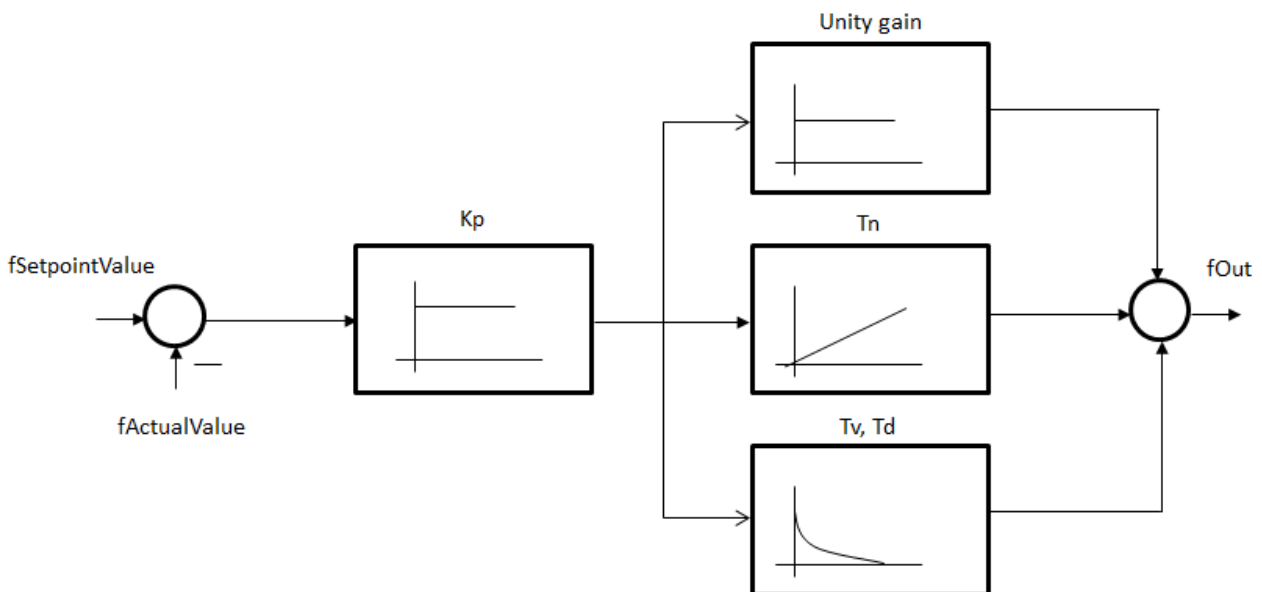 Unity gain
Kp
Tn
fSetpointValue
fOut
fActualValue
Tv, Td